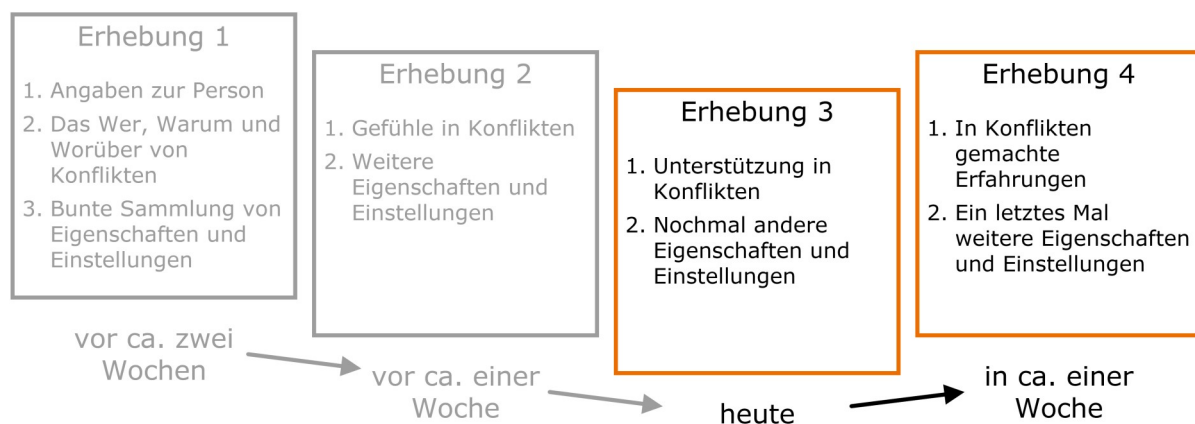 Erhebung 1
1. Angaben zur Person
2. Das Wer, Warum und
Worüber von
Konflikten
3. Bunte Sammlung von
Eigenschaften und
Einstellungen
vor ca. zwei
Wochen
Erhebung 2
1. Gefühle in Konflikten
2. Weitere
Eigenschaften und
Einstellungen
vor ca. einer
Woche
Erhebung 3
1. Unterstützung in
Konflikten
2. Nochmal andere
Eigenschaften und
Einstellungen
heute
Erhebung 4
1. In Konflikten
gemachte
Erfahrungen
2. Ein letztes Mal
weitere Eigenschaften
und Einstellungen
in ca. einer
Woche